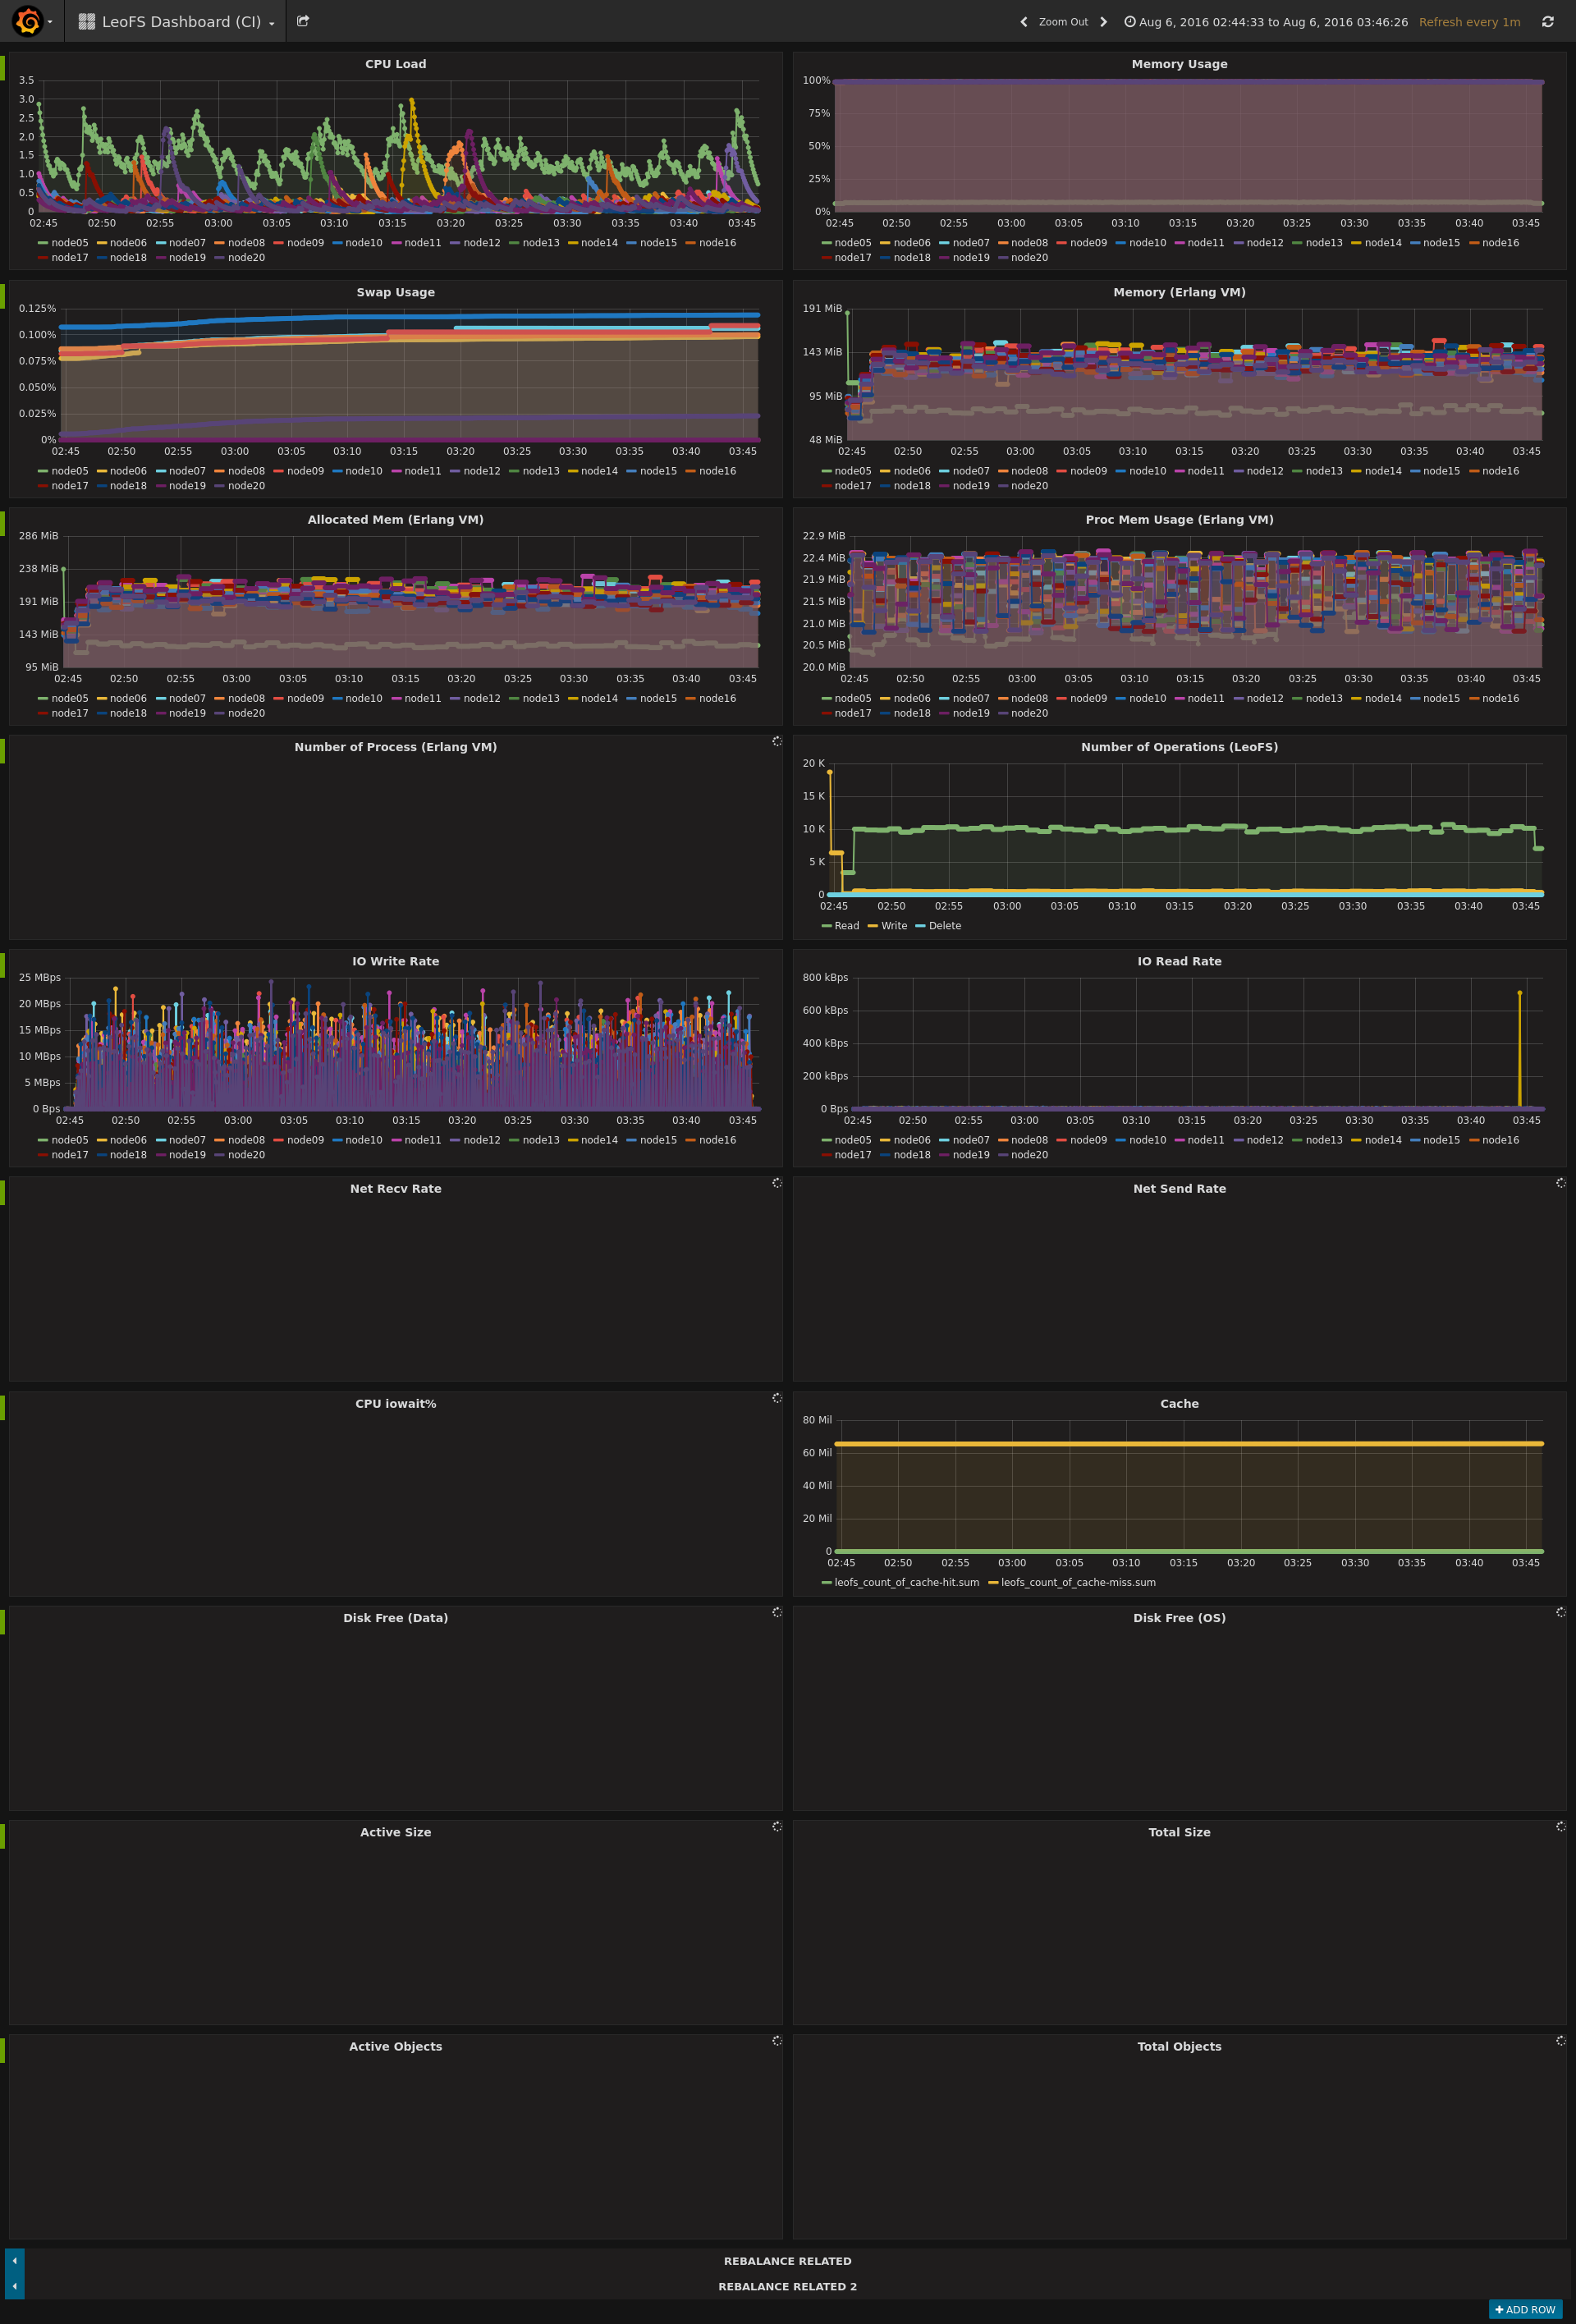 LeoFS Dashboard (CI)
Zoom Out
Aug 6, 2016 02:44:33 to Aug 6, 2016 03:46:26
Refresh every 1m
CPU Load
3.5
3.0
2.5
2.0
1.5
1.0
0.5
0
02:45 02:50 02:55 03:00 03:05 03:10 03:15 03:20 03:25 03:30 03:35 03:40 03:45
node05 node06 node07 node08 node09 node10 node11 node12 node13 node14 node15 node16
node17 node18 node19 node20
Memory Usage
100%
75%
50%
25%
0%
02:45 02:50 02:55 03:00 03:05 03:10 03:15 03:20 03:25 03:30 03:35 03:40 03:45
node05 node06 node07 node08 node09 node10 node11 node12 node13 node14 node15 node16
node17 node18 node19 node20
Swap Usage
0.125%
0.100%
0.075%
0.050%
0.025%
0%
02:45 02:50 02:55 03:00 03:05 03:10 03:15 03:20 03:25 03:30 03:35 03:40 03:45
node05 node06 node07 node08 node09 node10 node11 node12 node13 node14 node15 node16
node17 node18 node19 node20
Memory (Erlang VM)
191 MiB
143 MiB
95 MiB
48 MiB
02:45 02:50 02:55 03:00 03:05 03:10 03:15 03:20 03:25 03:30 03:35 03:40 03:45
node05 node06 node07 node08 node09 node10 node11 node12 node13 node14 node15 node16
node17 node18 node19 node20
Allocated Mem (Erlang VM)
286 MiB
238 MiB
191 MiB
143 MiB
95 MiB
02:45 02:50 02:55 03:00 03:05 03:10 03:15 03:20 03:25 03:30 03:35 03:40 03:45
node05 node06 node07 node08 node09 node10 node11 node12 node13 node14 node15 node16
node17 node18 node19 node20
Proc Mem Usage (Erlang VM)
22.9 MiB
22.4 MiB
21.9 MiB
21.5 MiB
21.0 MiB
20.5 MiB
20.0 MiB
02:45 02:50 02:55 03:00 03:05 03:10 03:15 03:20 03:25 03:30 03:35 03:40 03:45
node05 node06 node07 node08 node09 node10 node11 node12 node13 node14 node15 node16
node17 node18 node19 node20
Number of Process (Erlang VM)
Number of Operations (LeoFS)
20 K
15 K
10 K
5 K
0
02:45 02:50 02:55 03:00 03:05 03:10 03:15 03:20 03:25 03:30 03:35 03:40 03:45
Read Write Delete
IO Write Rate
25 MBps
20 MBps
15 MBps
10 MBps
5 MBps
0 Bps
02:45 02:50 02:55 03:00 03:05 03:10 03:15 03:20 03:25 03:30 03:35 03:40 03:45
node05 node06 node07 node08 node09 node10 node11 node12 node13 node14 node15 node16
node17 node18 node19 node20
IO Read Rate
800 kBps
600 kBps
400 kBps
200 kBps
0 Bps
02:45 02:50 02:55 03:00 03:05 03:10 03:15 03:20 03:25 03:30 03:35 03:40 03:45
node05 node06 node07 node08 node09 node10 node11 node12 node13 node14 node15 node16
node17 node18 node19 node20
Net Recv Rate
Net Send Rate
CPU iowait%
Cache
80 Mil
60 Mil
40 Mil
20 Mil
0
02:45 02:50 02:55 03:00 03:05 03:10 03:15 03:20 03:25 03:30 03:35 03:40 03:45
leofs_count_of_cache-hit.sum leofs_count_of_cache-miss.sum
Disk Free (Data)
Disk Free (OS)
Active Size
Total Size
Active Objects
Total Objects
REBALANCE RELATED
REBALANCE RELATED 2
ADD ROW